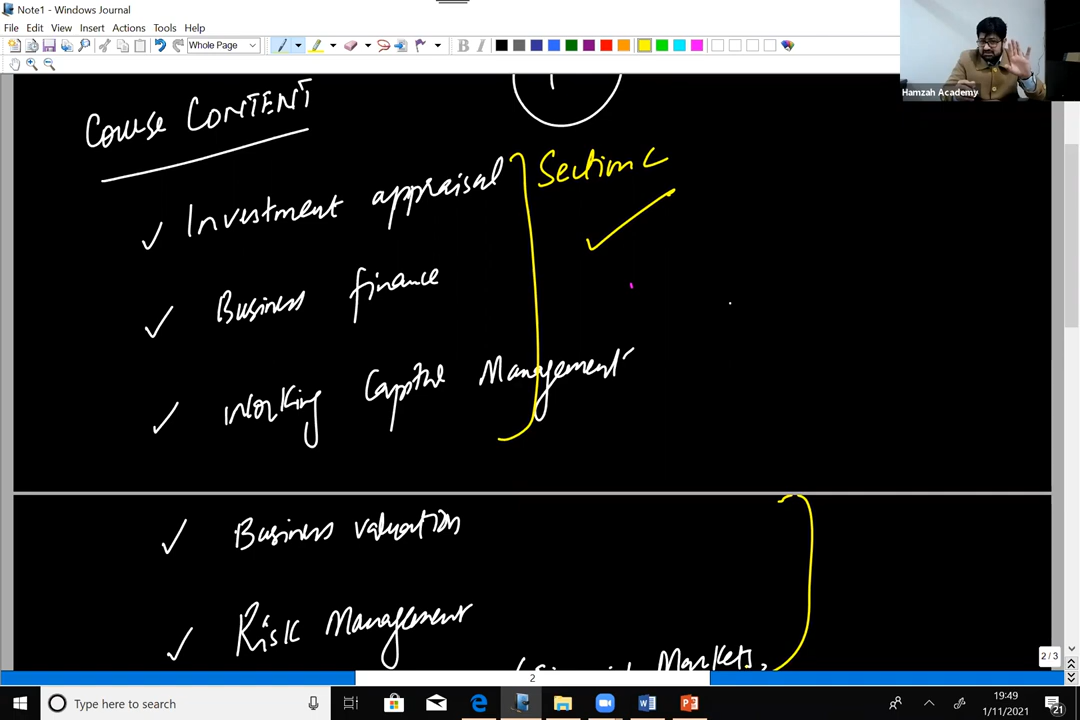 Note1 - Windows Journal
File Edit View Insert Actions Tools Help
Whole Page
Hamzah Academy
Course CONTENT
✓ Investment appraisal
Section C
✓
✓ Business finance
✓ Working Capital Management
✓ Business valuation
✓ Risk Management
Markets,
2/3
2
Type here to search
19:49
1/11/2021
21